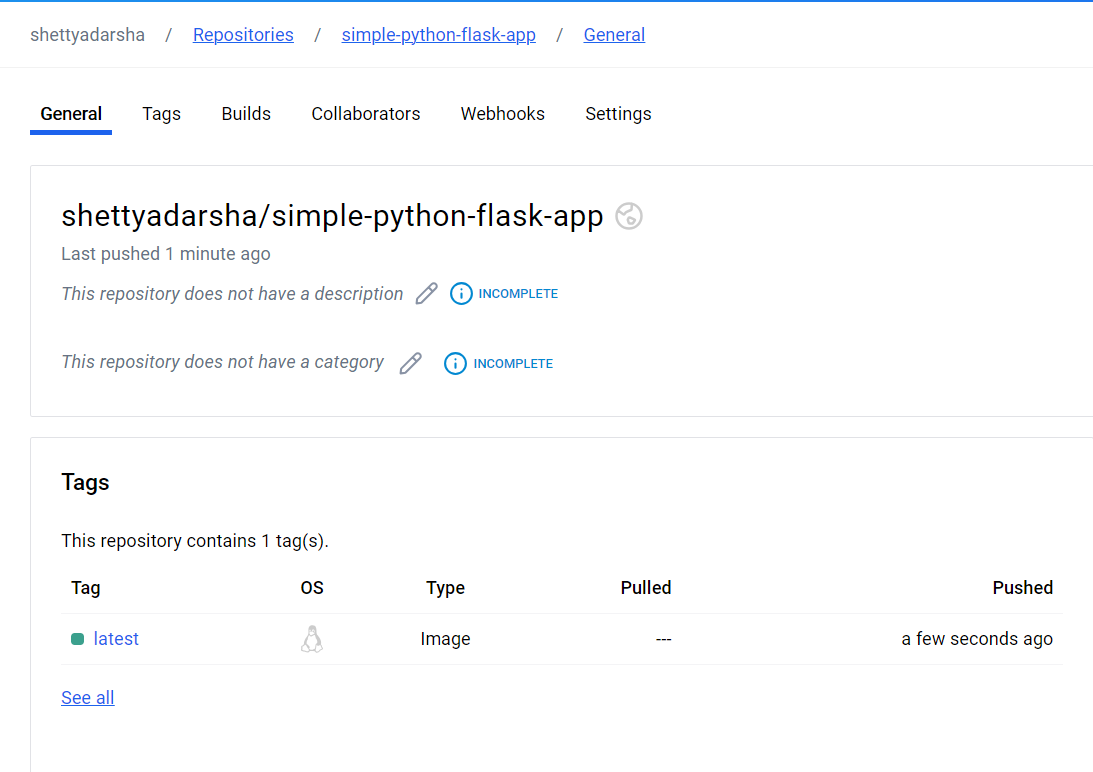 shettyadarsha / Repositories / simple-python-flask-app / General
General Tags Builds Collaborators Webhooks Settings
shettyadarsha/simple-python-flask-app
Last pushed 1 minute ago
This repository does not have a description INCOMPLETE
This repository does not have a category INCOMPLETE
Tags
This repository contains 1 tag(s).
Tag OS Type Pulled Pushed
latest Image --- a few seconds ago
See all